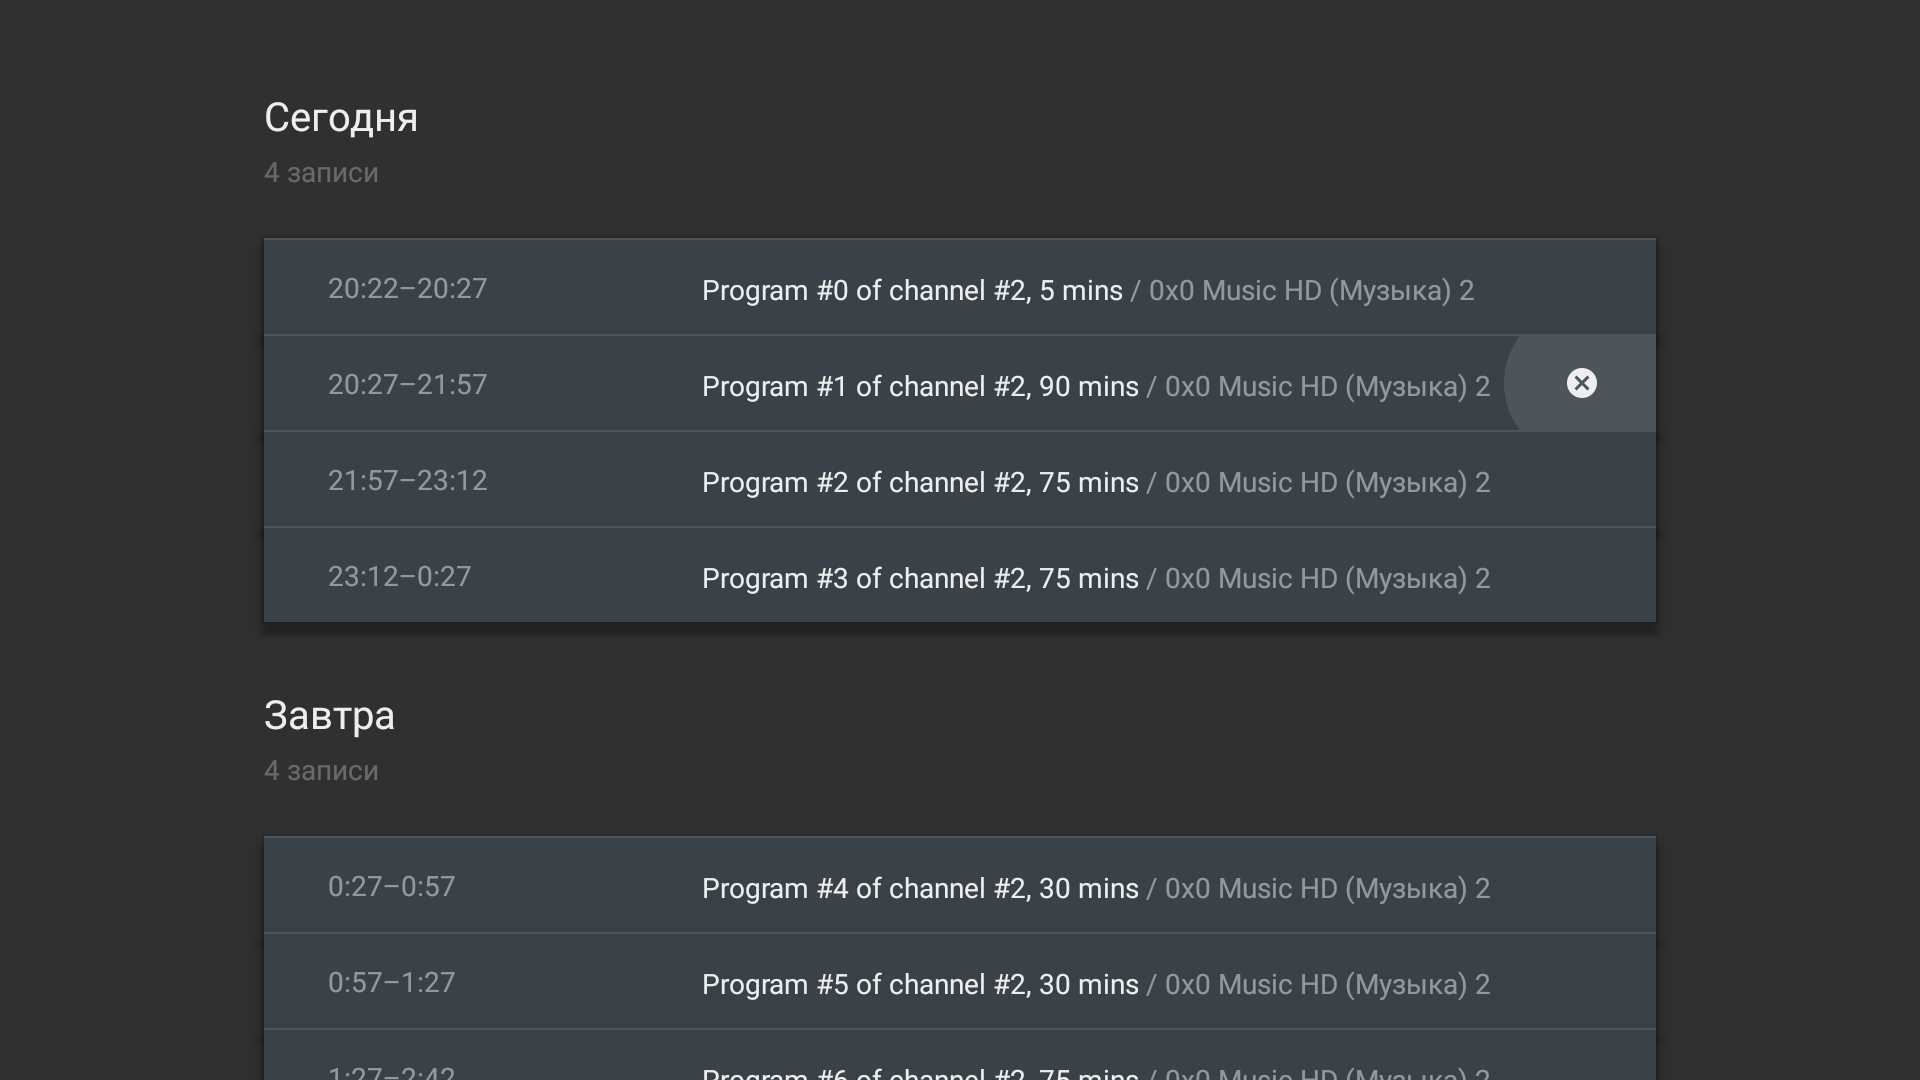 Сегодня
4 записи
20:22–20:27 Program #0 of channel #2, 5 mins / 0x0 Music HD (Музыка) 2
20:27–21:57 Program #1 of channel #2, 90 mins / 0x0 Music HD (Музыка) 2
21:57–23:12 Program #2 of channel #2, 75 mins / 0x0 Music HD (Музыка) 2
23:12–0:27 Program #3 of channel #2, 75 mins / 0x0 Music HD (Музыка) 2
Завтра
4 записи
0:27–0:57 Program #4 of channel #2, 30 mins / 0x0 Music HD (Музыка) 2
0:57–1:27 Program #5 of channel #2, 30 mins / 0x0 Music HD (Музыка) 2
1:27–2:42 Program #6 of channel #2, 75 mins / 0x0 Music HD (Музыка) 2